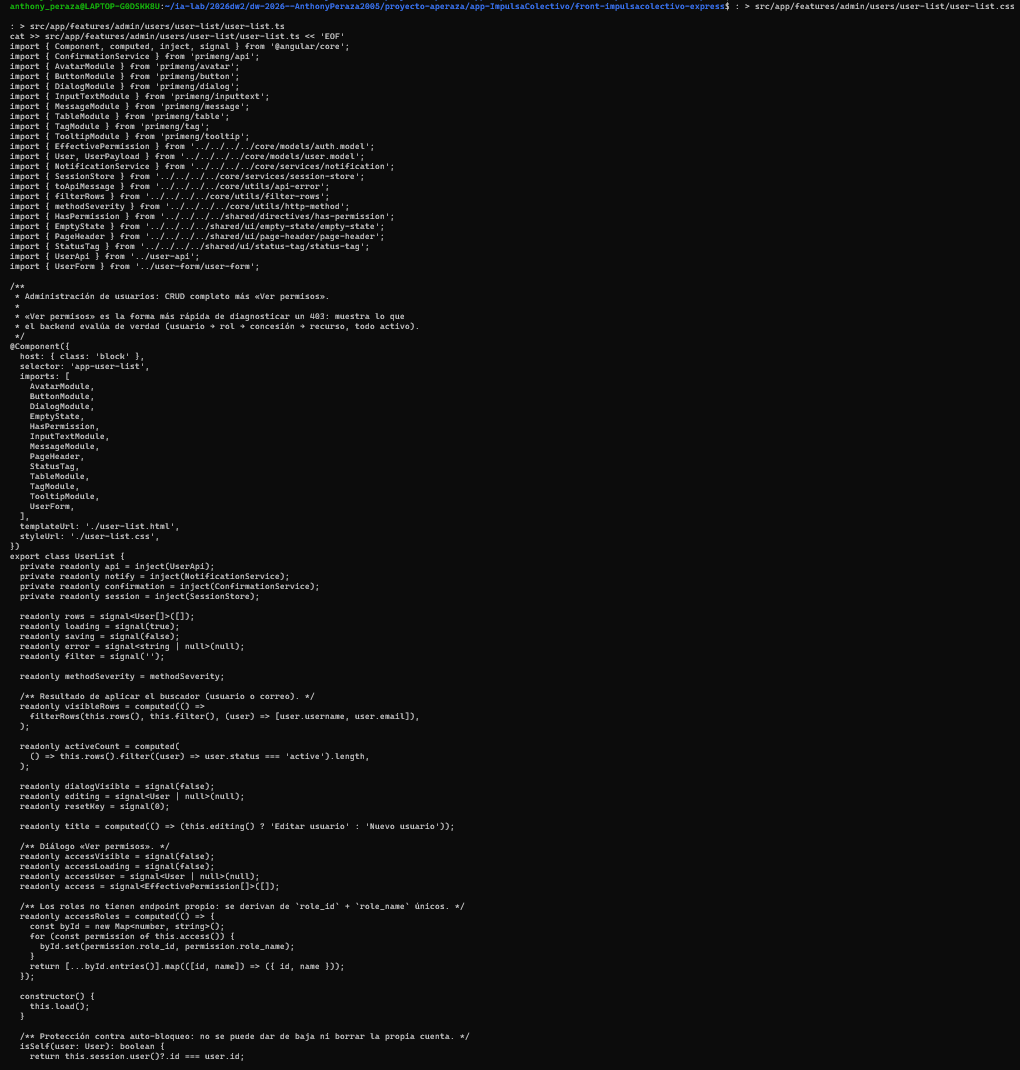 anthony_peraza@LAPTOP-G0DSKK8U:~/ia-lab/2026dw2/dw-2026--AnthonyPeraza2005/proyecto-aperaza/app-ImpulsaColectivo/front-impulsacolectivo-express$ : > src/app/features/admin/users/user-list/user-list.css
: > src/app/features/admin/users/user-list/user-list.ts
cat >> src/app/features/admin/users/user-list/user-list.ts << 'EOF'
import { Component, computed, inject, signal } from '@angular/core';
import { ConfirmationService } from 'primeng/api';
import { AvatarModule } from 'primeng/avatar';
import { ButtonModule } from 'primeng/button';
import { DialogModule } from 'primeng/dialog';
import { InputTextModule } from 'primeng/inputtext';
import { MessageModule } from 'primeng/message';
import { TableModule } from 'primeng/table';
import { TagModule } from 'primeng/tag';
import { TooltipModule } from 'primeng/tooltip';
import { EffectivePermission } from '../../../../core/models/auth.model';
import { User, UserPayload } from '../../../../core/models/user.model';
import { NotificationService } from '../../../../core/services/notification';
import { SessionStore } from '../../../../core/services/session-store';
import { toApiMessage } from '../../../../core/utils/api-error';
import { filterRows } from '../../../../core/utils/filter-rows';
import { methodSeverity } from '../../../../core/utils/http-method';
import { HasPermission } from '../../../../shared/directives/has-permission';
import { EmptyState } from '../../../../shared/ui/empty-state/empty-state';
import { PageHeader } from '../../../../shared/ui/page-header/page-header';
import { StatusTag } from '../../../../shared/ui/status-tag/status-tag';
import { UserApi } from '../user-api';
import { UserForm } from '../user-form/user-form';

/**
 * Administración de usuarios: CRUD completo más «Ver permisos».
 *
 * «Ver permisos» es la forma más rápida de diagnosticar un 403: muestra lo que
 * el backend evalúa de verdad (usuario → rol → concesión → recurso, todo activo).
 */
@Component({
  host: { class: 'block' },
  selector: 'app-user-list',
  imports: [
    AvatarModule,
    ButtonModule,
    DialogModule,
    EmptyState,
    HasPermission,
    InputTextModule,
    MessageModule,
    PageHeader,
    StatusTag,
    TableModule,
    TagModule,
    TooltipModule,
    UserForm,
  ],
  templateUrl: './user-list.html',
  styleUrl: './user-list.css',
})
export class UserList {
  private readonly api = inject(UserApi);
  private readonly notify = inject(NotificationService);
  private readonly confirmation = inject(ConfirmationService);
  private readonly session = inject(SessionStore);

  readonly rows = signal<User[]>([]);
  readonly loading = signal(true);
  readonly saving = signal(false);
  readonly error = signal<string | null>(null);
  readonly filter = signal('');

  readonly methodSeverity = methodSeverity;

  /** Resultado de aplicar el buscador (usuario o correo). */
  readonly visibleRows = computed(() =>
    filterRows(this.rows(), this.filter(), (user) => [user.username, user.email]),
  );

  readonly activeCount = computed(
    () => this.rows().filter((user) => user.status === 'active').length,
  );

  readonly dialogVisible = signal(false);
  readonly editing = signal<User | null>(null);
  readonly resetKey = signal(0);

  readonly title = computed(() => (this.editing() ? 'Editar usuario' : 'Nuevo usuario'));

  /** Diálogo «Ver permisos». */
  readonly accessVisible = signal(false);
  readonly accessLoading = signal(false);
  readonly accessUser = signal<User | null>(null);
  readonly access = signal<EffectivePermission[]>([]);

  /** Los roles no tienen endpoint propio: se derivan de `role_id` + `role_name` únicos. */
  readonly accessRoles = computed(() => {
    const byId = new Map<number, string>();
    for (const permission of this.access()) {
      byId.set(permission.role_id, permission.role_name);
    }
    return [...byId.entries()].map(([id, name]) => ({ id, name }));
  });

  constructor() {
    this.load();
  }

  /** Protección contra auto-bloqueo: no se puede dar de baja ni borrar la propia cuenta. */
  isSelf(user: User): boolean {
    return this.session.user()?.id === user.id;